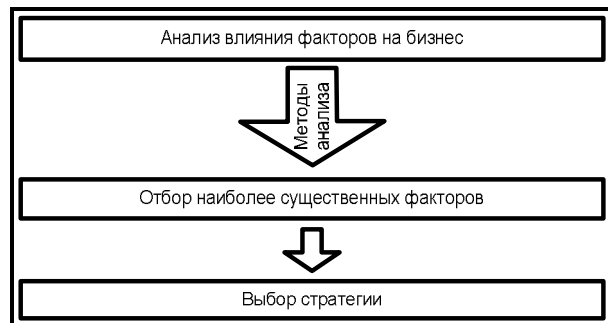 Анализ влияния факторов на бизнес
Методы
анализа
Отбор наиболее существенных факторов
Выбор стратегии